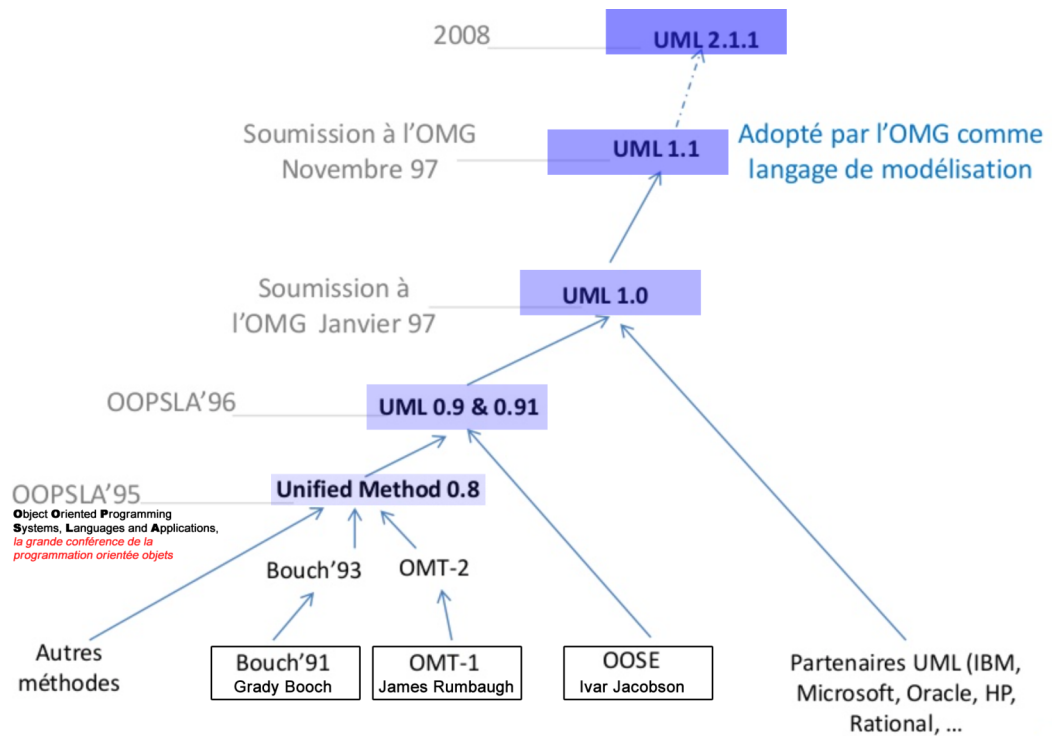 2008
UML 2.1.1
Soumission à l'OMG
Novembre 97
UML 1.1
Adopté par l'OMG comme
langage de modélisation
Soumission à
l'OMG Janvier 97
UML 1.0
OOPSLA'96
UML 0.9 & 0.91
OOPSLA'95
Unified Method 0.8
Object Oriented Programming
Systems, Languages and Applications,
la grande conférence de la
programmation orientée objets
Bouch'93
OMT-2
Autres
méthodes
Bouch'91
Grady Booch
OMT-1
James Rumbaugh
OOSE
Ivar Jacobson
Partenaires UML (IBM,
Microsoft, Oracle, HP,
Rational, ...